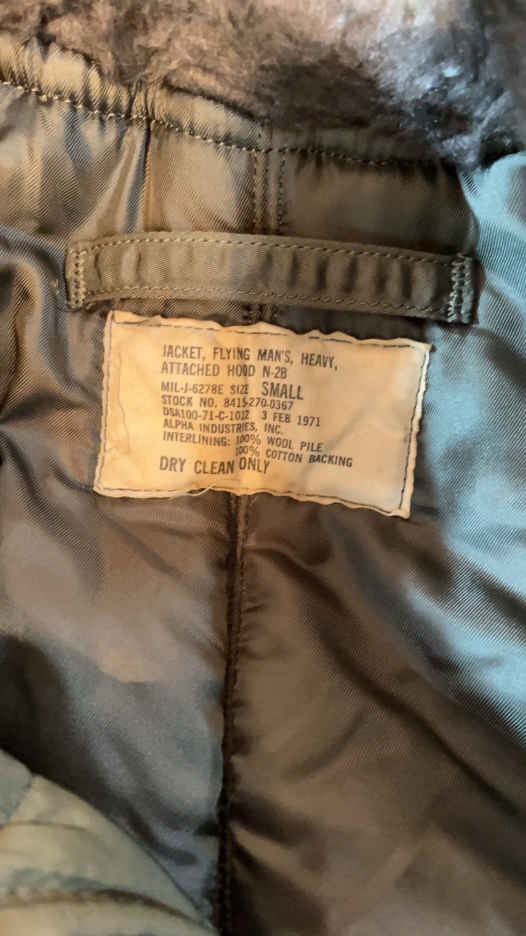 JACKET, FLYING MAN'S, HEAVY,
ATTACHED HOOD N-2B
MIL-J-6278E SIZE SMALL
STOCK NO. 8415-270-0367
DSA100-71-C-1012 3 FEB 1971
ALPHA INDUSTRIES, INC.
INTERLINING: 100% WOOL PILE
100% COTTON BACKING
DRY CLEAN ONLY